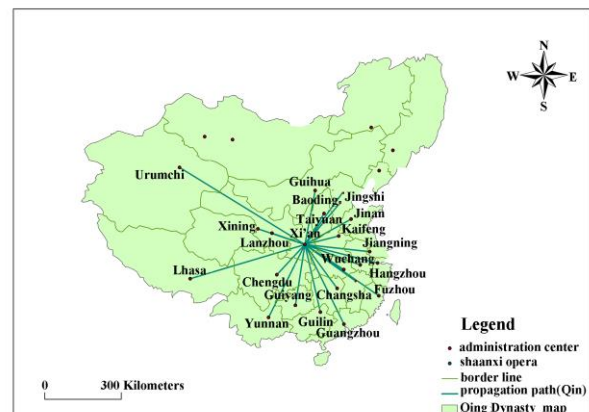 N
W E
S
Urumchi
Guihua
Baoding
Jingshi
Taiyuan
Jinan
Xining
Xi'an
Kaifeng
Lanzhou
Jiangning
Wuchang
Lhasa
Hangzhou
Chengdu
Fuzhou
Guiyang
Changsha
Yunnan
Guilin
Guangzhou
Legend
administration center
shaanxi opera
border line
propagation path(Qin)
Qing Dynasty map
0 300 Kilometers